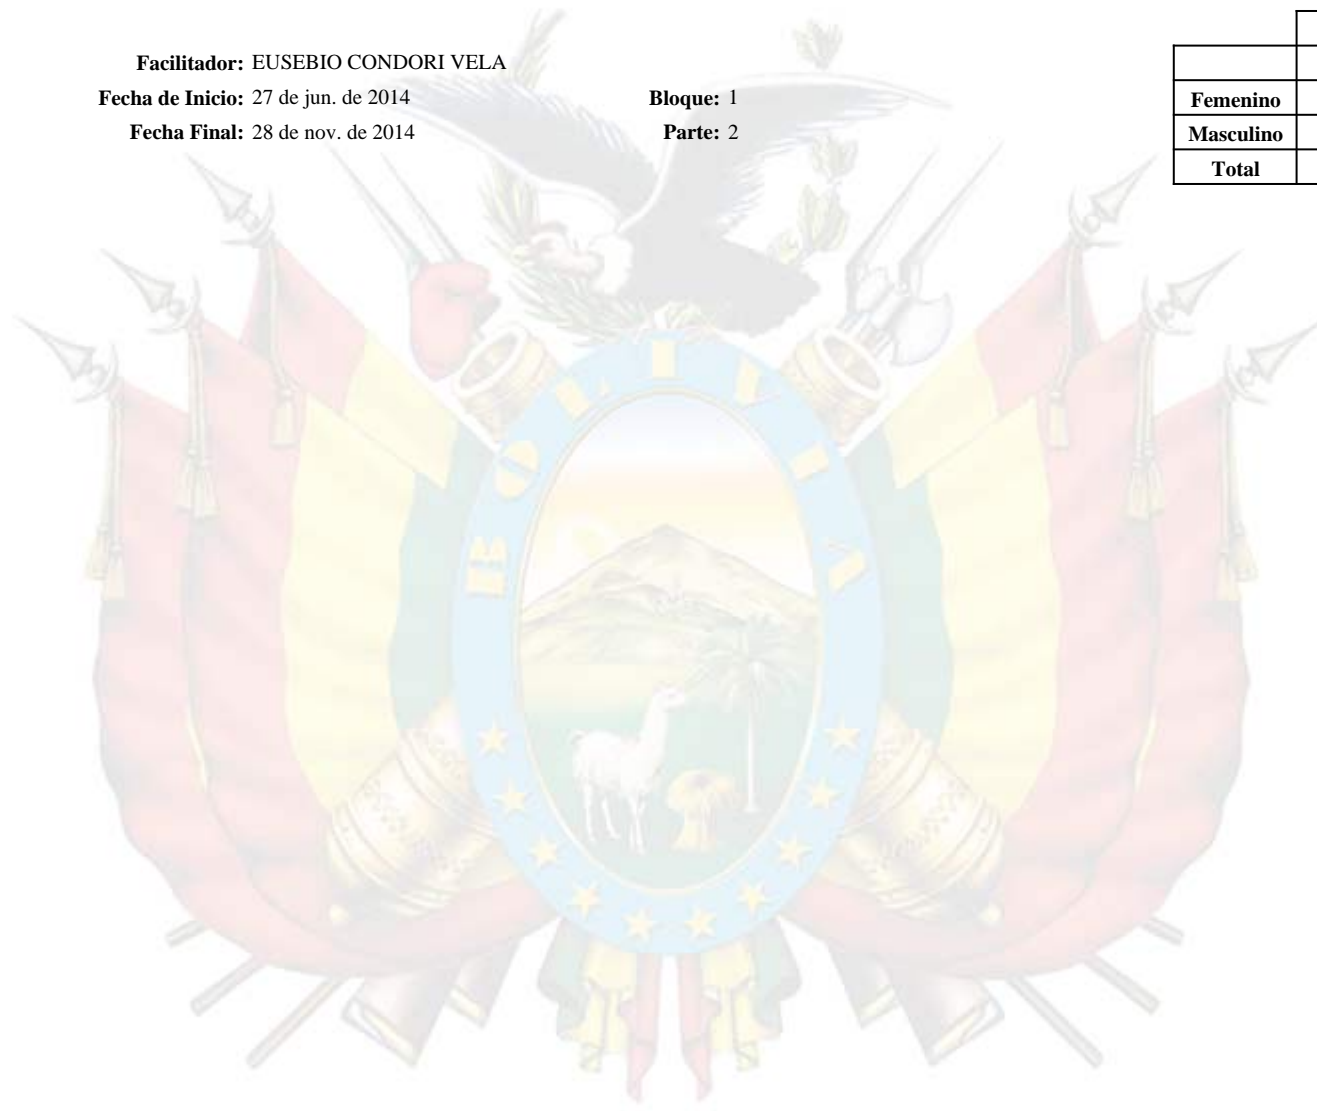 Facilitador: EUSEBIO CONDORI VELA
Fecha de Inicio: 27 de jun. de 2014 Bloque: 1
Fecha Final: 28 de nov. de 2014 Parte: 2
Femenino
Masculino
Total
BOLIVIA